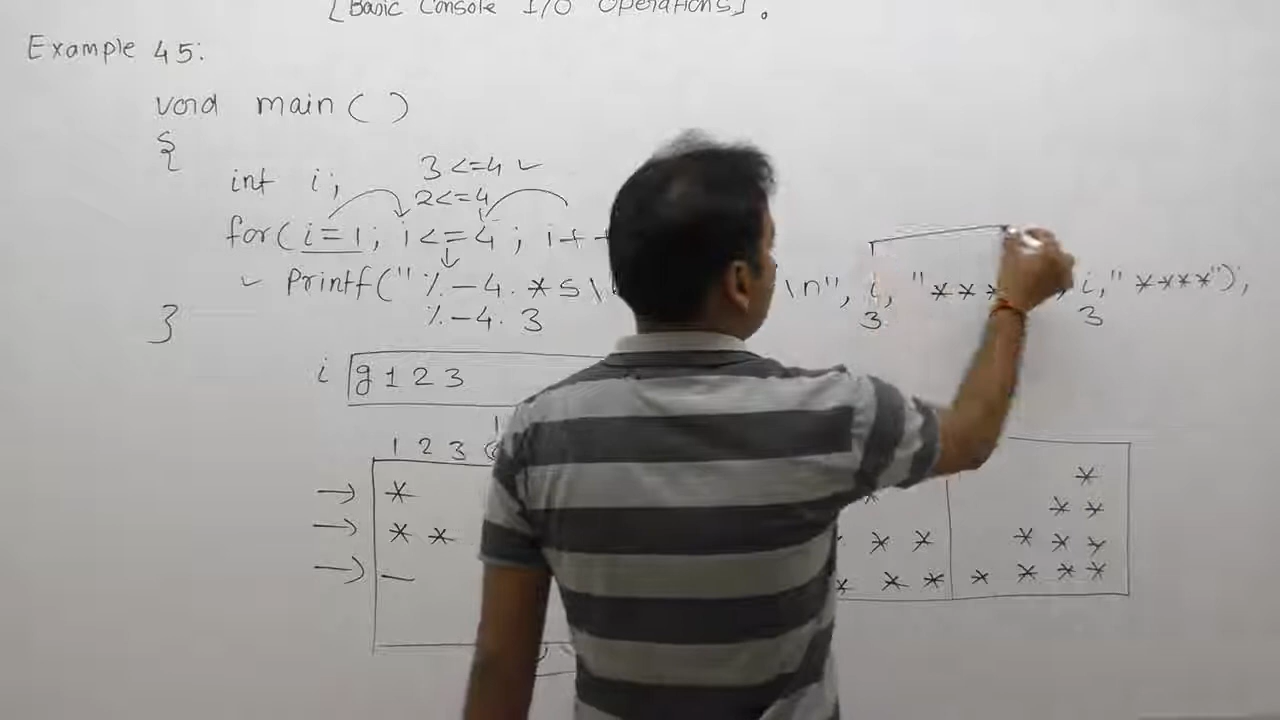 [Basic Console I/O Operations].
Example 45:
void main( )
{
int i;
3 <=4 ✓
2<=4
for( i=1; i<=4; i+
✓ Printf("%-4.*s\ \n", i, "*** , i,"****");
%-4. 3
3
3
}
i g 1 2 3
1 2 3
→ * *
→ * * * * * *
→ — * * *
* * * * * * *